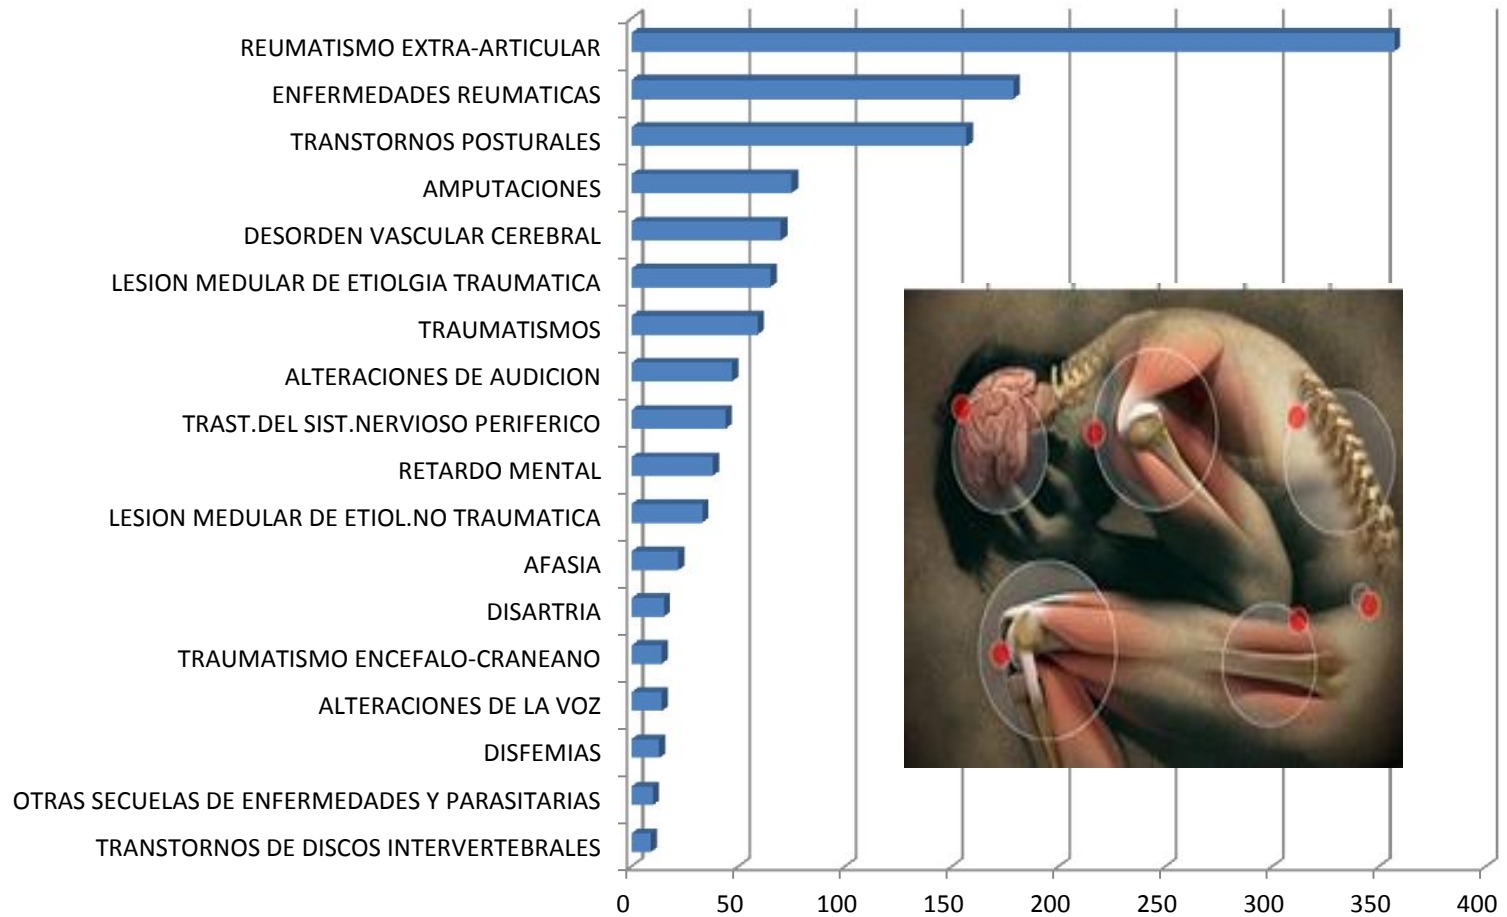 REUMATISMO EXTRA-ARTICULAR
ENFERMEDADES REUMATICAS
TRANSTORNOS POSTURALES
AMPUTACIONES
DESORDEN VASCULAR CEREBRAL
LESION MEDULAR DE ETIOLGIA TRAUMATICA
TRAUMATISMOS
ALTERACIONES DE AUDICION
TRAST.DEL SIST.NERVIOSO PERIFERICO
RETARDO MENTAL
LESION MEDULAR DE ETIOL.NO TRAUMATICA
AFASIA
DISARTRIA
TRAUMATISMO ENCEFALO-CRANEANO
ALTERACIONES DE LA VOZ
DISFEMIAS
OTRAS SECUELAS DE ENFERMEDADES Y PARASITARIAS
TRANSTORNOS DE DISCOS INTERVERTEBRALES
0 50 100 150 200 250 300 350 400